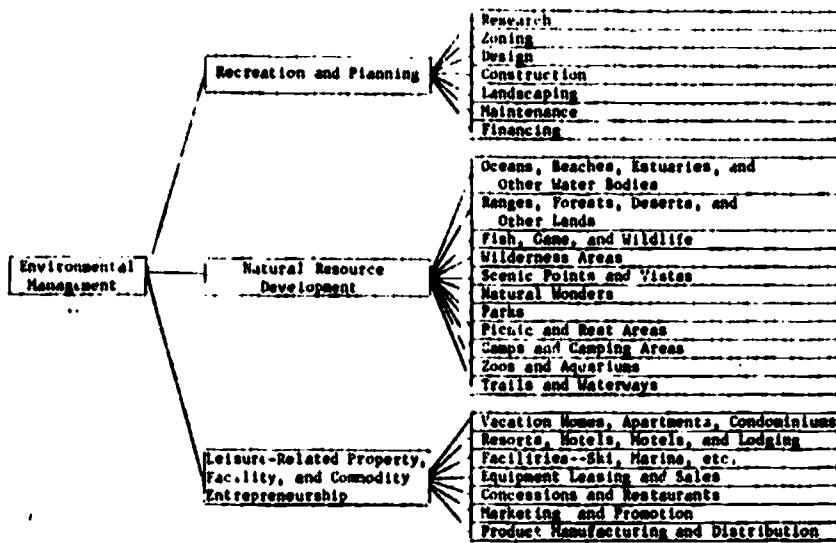 Research
Zoning
Design
Recreation and Planning
Construction
Landscaping
Maintenance
Financing
Oceans, Beaches, Estuaries, and
Other Water Bodies
Ranges, Forests, Deserts, and
Other Lands
Fish, Game, and Wildlife
Wilderness Areas
Environmental
Management
Natural Resource
Development
Scenic Points and Vistas
Natural Wonders
Parks
Picnic and Rest Areas
Camps and Camping Areas
Zoos and Aquariums
Trails and Waterways
Vacation Homes, Apartments, Condominiums
Resorts, Hotels, Motels, and Lodging
Leisure-Related Property,
Facility, and Commodity
Entrepreneurship
Facilities--Ski, Marina, etc.
Equipment Leasing and Sales
Concessions and Restaurants
Marketing and Promotion
Product Manufacturing and Distribution